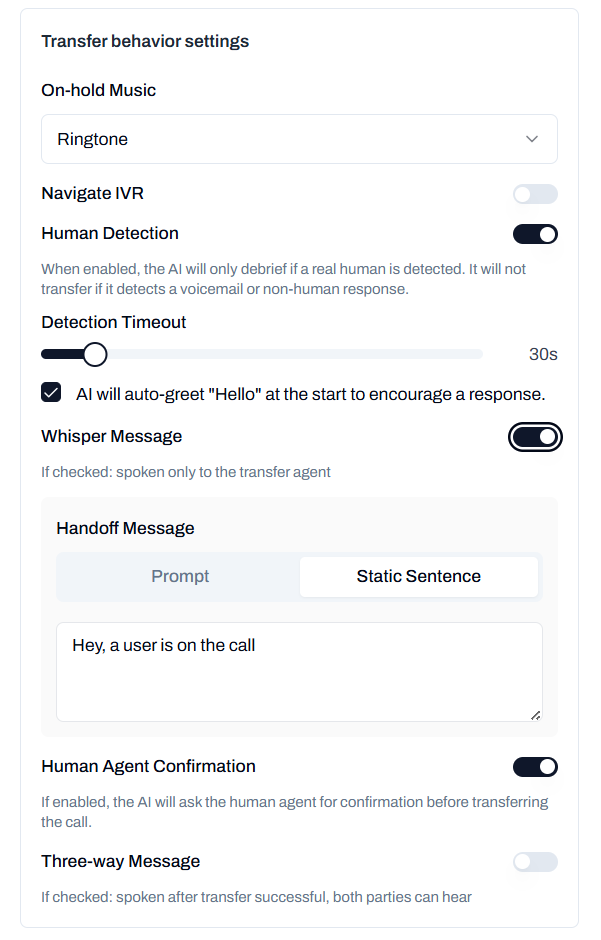 Transfer behavior settings
On-hold Music
Ringtone
Navigate IVR
Human Detection
When enabled, the AI will only debrief if a real human is detected. It will not
transfer if it detects a voicemail or non-human response.
Detection Timeout
30s
AI will auto-greet "Hello" at the start to encourage a response.
Whisper Message
If checked: spoken only to the transfer agent
Handoff Message
Prompt
Static Sentence
Hey, a user is on the call
Human Agent Confirmation
If enabled, the AI will ask the human agent for confirmation before transferring
the call.
Three-way Message
If checked: spoken after transfer successful, both parties can hear